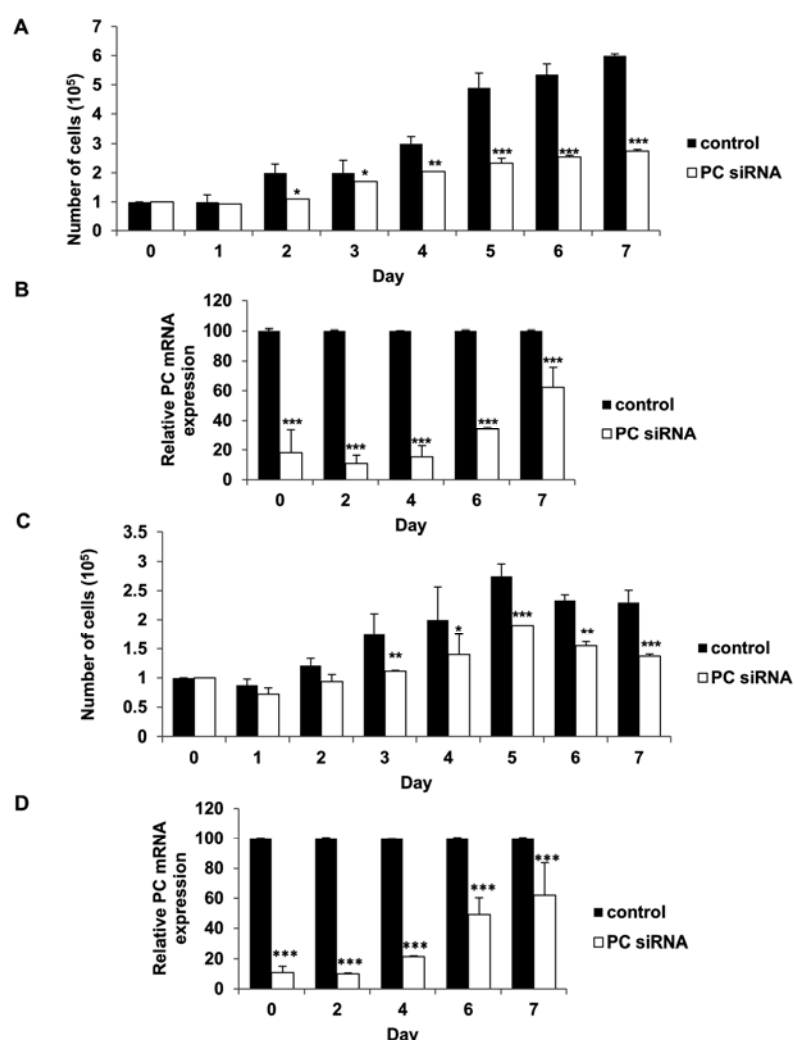 A
Number of cells (10⁵)
7
6
5
4
3
2
1
0
*
*
**
***
***
***
0 1 2 3 4 5 6 7
Day
control
PC siRNA
B
Relative PC mRNA
expression
120
100
80
60
40
20
0
***
***
***
***
***
0 2 4 6 7
Day
control
PC siRNA
C
Number of cells (10⁵)
3.5
3
2.5
2
1.5
1
0.5
0
**
*
***
**
***
0 1 2 3 4 5 6 7
Day
control
PC siRNA
D
Relative PC mRNA
expression
120
100
80
60
40
20
0
***
***
***
***
***
0 2 4 6 7
Day
control
PC siRNA